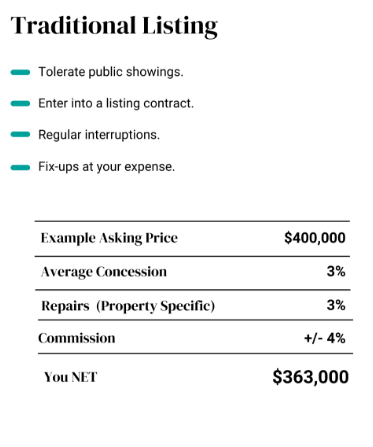 Traditional Listing
Tolerate public showings.
Enter into a listing contract.
Regular interruptions.
Fix-ups at your expense.
Example Asking Price $400,000
Average Concession 3%
Repairs (Property Specific) 3%
Commission +/- 4%
You NET $363,000